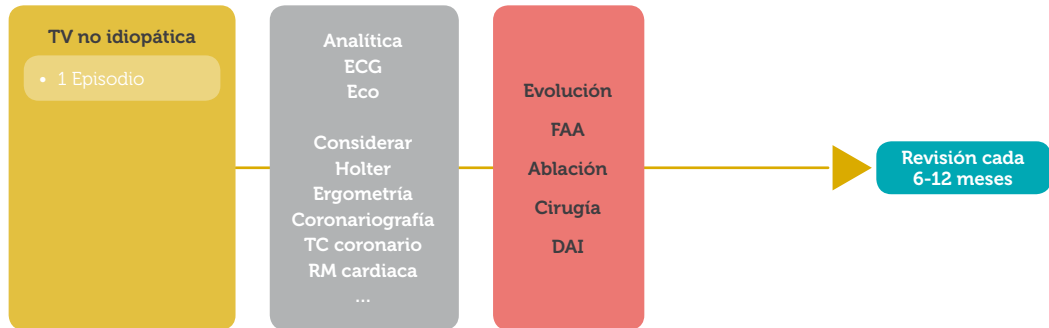 TV no idiopática
• 1 Episodio
Analítica
ECG
Eco
Considerar
Holter
Ergometría
Coronariografía
TC coronario
RM cardiaca
...
Evolución
FAA
Ablación
Cirugía
DAI
Revisión cada
6-12 meses